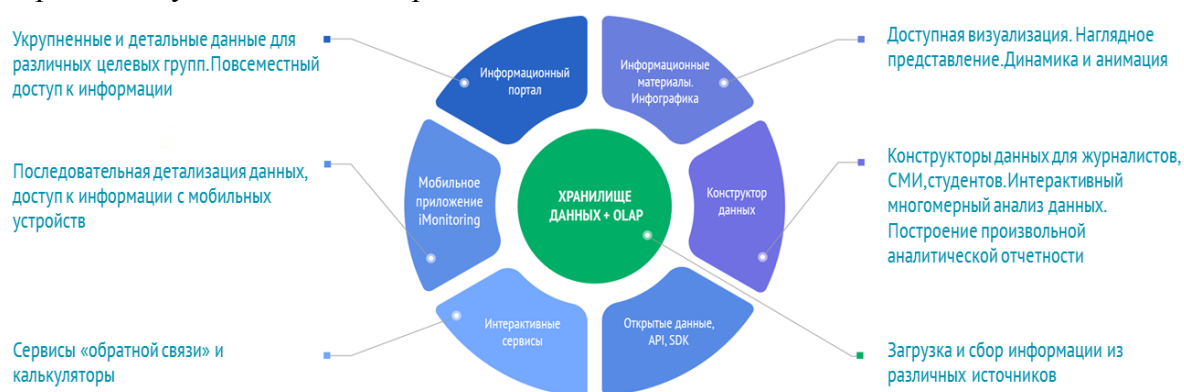 Укрупненные и детальные данные для
различных целевых групп.Повсеместный
доступ к информации
Последовательная детализация данных,
доступ к информации с мобильных
устройств
Сервисы «обратной связи» и
калькуляторы
Информационный
портал
Информационные
материалы.
Инфографика
Мобильное
приложение
iMonitoring
ХРАНИЛИЩЕ
ДАННЫХ + OLAP
Конструктор
данных
Интерактивные
сервисы
Открытые данные,
API, SDK
Доступная визуализация. Наглядное
представление.Динамика и анимация
Конструкторы данных для журналистов,
СМИ,студентов.Интерактивный
многомерный анализ данных.
Построение произвольной
аналитической отчетности
Загрузка и сбор информации из
различных источников